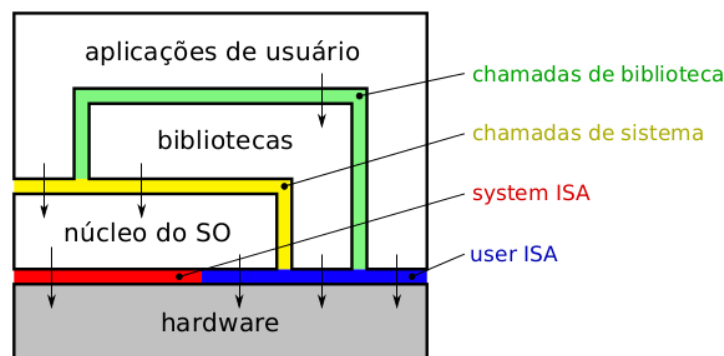 aplicações de usuário
chamadas de biblioteca
bibliotecas
chamadas de sistema
system ISA
núcleo do SO
user ISA
hardware